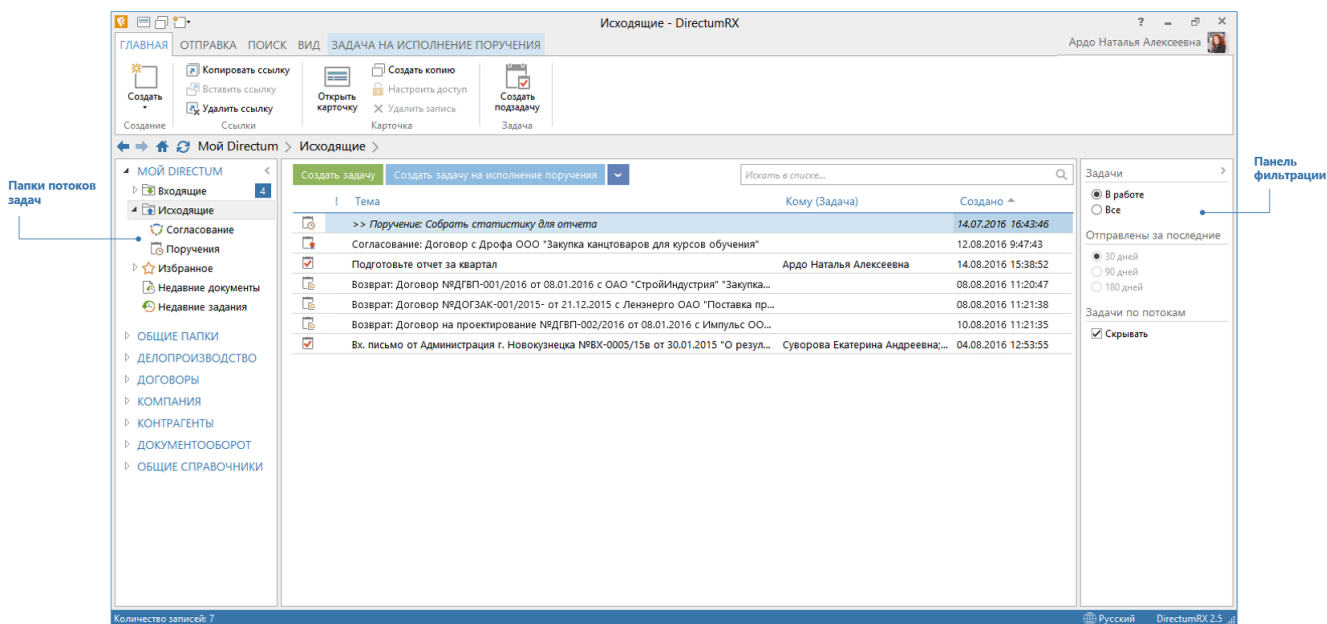 Исходящие - DirectumRX
?
ГЛАВНАЯ ОТПРАВКА ПОИСК ВИД ЗАДАЧА НА ИСПОЛНЕНИЕ ПОРУЧЕНИЯ
Ардо Наталья Алексеевна
Создать
Создание
Копировать ссылку
Вставить ссылку
Удалить ссылку
Ссылки
Открыть
карточку
Создать копию
Настроить доступ
Удалить запись
Карточка
Создать
подзадачу
Задача
Мой Directum > Исходящие >
Папки потоков
задач
МОЙ DIRECTUM <
Входящие 4
Исходящие
Согласование
Поручения
Избранное
Недавние документы
Недавние задания
ОБЩИЕ ПАПКИ
ДЕЛОПРОИЗВОДСТВО
ДОГОВОРЫ
КОМПАНИЯ
КОНТРАГЕНТЫ
ДОКУМЕНТООБОРОТ
ОБЩИЕ СПРАВОЧНИКИ
Создать задачу Создать задачу на исполнение поручения Искать в списке...
! Тема Кому (Задача) Создано
>> Поручение: Собрать статистику для отчета 14.07.2016 16:43:46
Согласование: Договор с Дрофа ООО "Закупка канцтоваров для курсов обучения" 12.08.2016 9:47:43
Подготовьте отчет за квартал Ардо Наталья Алексеевна 14.08.2016 15:38:52
Возврат: Договор №ДГВП-001/2016 от 08.01.2016 с ОАО "СтройИндустрия" "Закупка... 08.08.2016 11:20:47
Возврат: Договор №ДОГЗАК-001/2015- от 21.12.2015 с Ленэнерго ОАО "Поставка пр... 08.08.2016 11:21:38
Возврат: Договор на проектирование №ДГВП-002/2016 от 08.01.2016 с Импульс ОО... 10.08.2016 11:21:35
Вх. письмо от Администрация г. Новокузнецка №ВХ-0005/15в от 30.01.2015 "О резул... Суворова Екатерина Андреевна;... 04.08.2016 12:53:55
Задачи >
В работе
Все
Отправлены за последние
30 дней
90 дней
180 дней
Задачи по потокам
Скрывать
Панель
фильтрации
Количество записей: 7
Русский DirectumRX 2.5